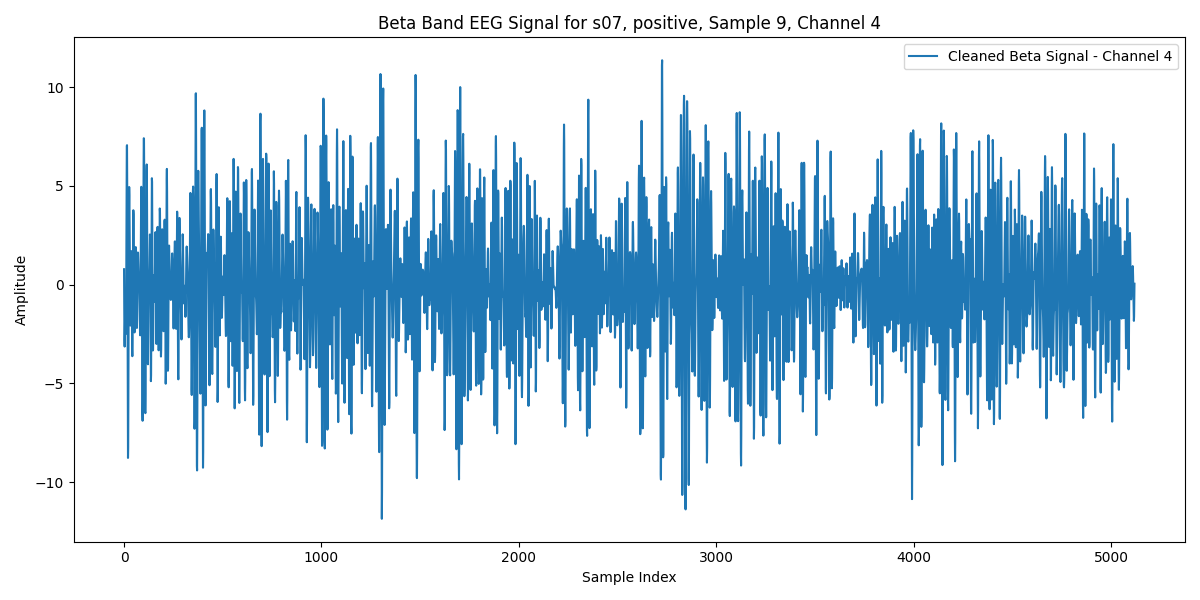 Beta Band EEG Signal for s07, positive, Sample 9, Channel 4
Cleaned Beta Signal - Channel 4
10
5
0
−5
−10
Amplitude
0 1000 2000 3000 4000 5000
Sample Index